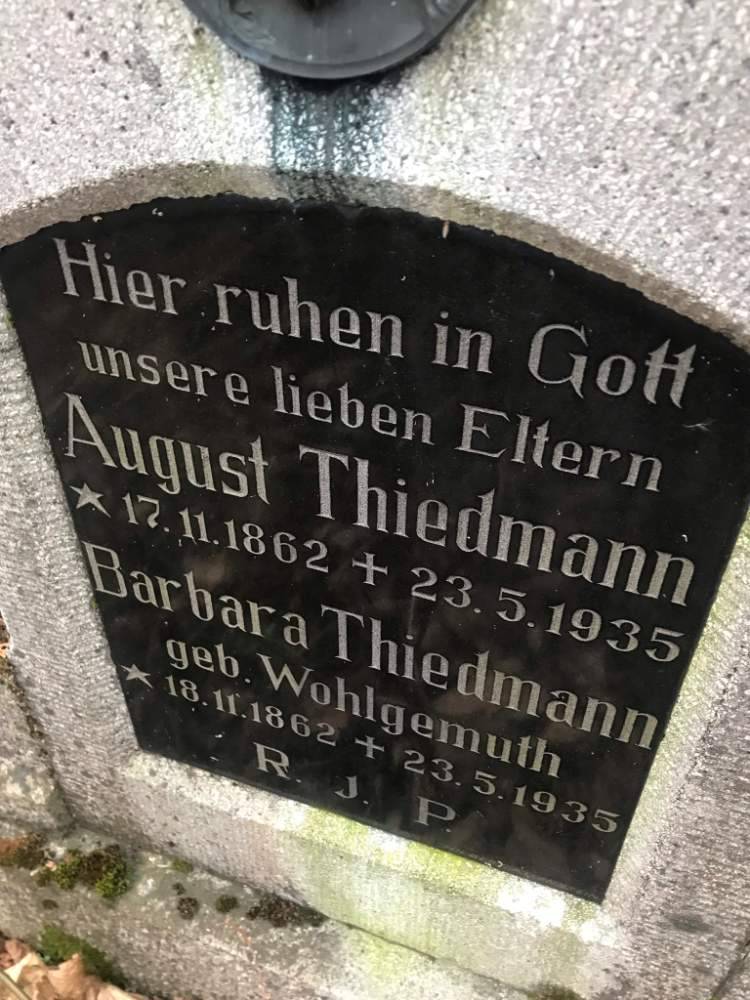 Hier ruhen in Gott
unsere lieben Eltern
August Thiedmann
★ 17.11.1862 ✝ 23.5.1935
Barbara Thiedmann
geb. Wohlgemuth
★ 18.11.1862 ✝ 23.5.1935
R. J. P.